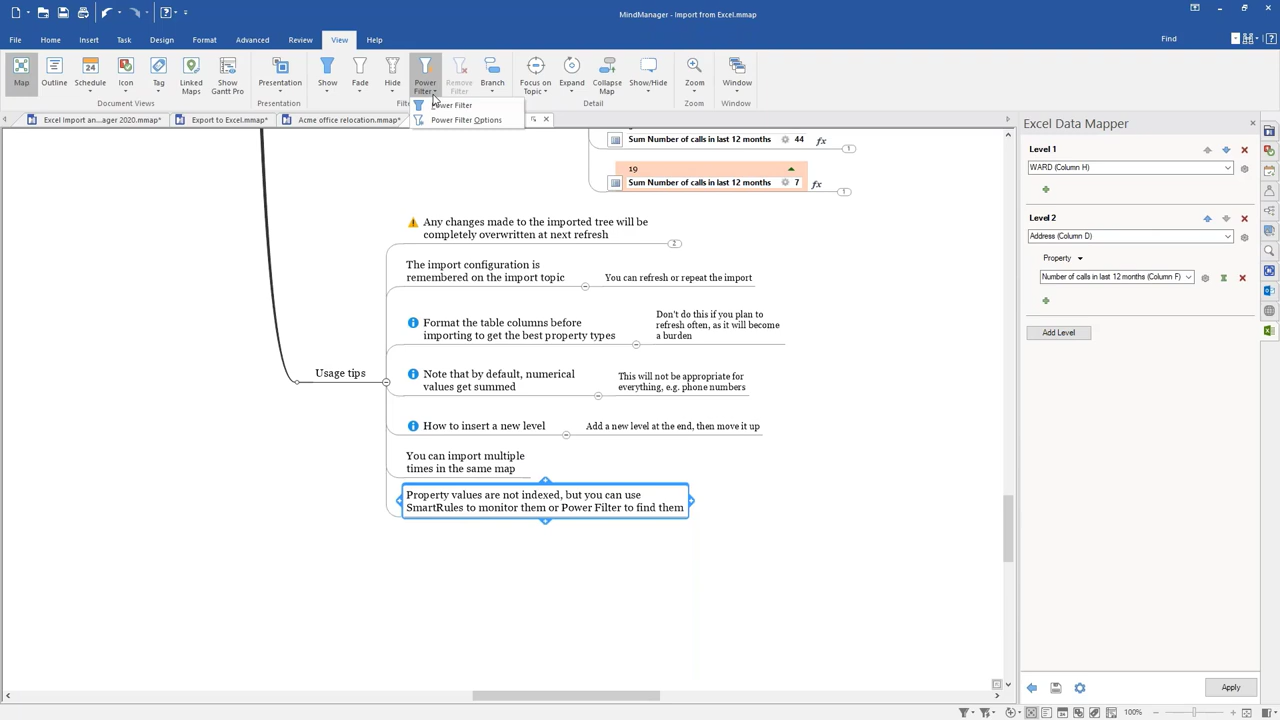 MindManager - Import from Excel.mmap
File
Home
Insert
Task
Design
Format
Advanced
Review
View
Help
Find
Map
Outline
Schedule
Icon
Tag
Linked
Maps
Show
Gantt Pro
Presentation
Show
Fade
Hide
Power
Filter
Remove
Filter
Branch
Focus on
Topic
Expand
Collapse
Map
Show/Hide
Zoom
Window
Document Views
Presentation
Detail
Zoom
Window
Power Filter
Power Filter Options
Excel Import an...ager 2020.mmap*
Export to Excel.mmap*
Acme office relocation.mmap*
Sum Number of calls in last 12 months 44 fx
1
19
Sum Number of calls in last 12 months 7 fx
1
Any changes made to the imported tree will be
completely overwritten at next refresh
2
The import configuration is
remembered on the import topic
You can refresh or repeat the import
Format the table columns before
importing to get the best property types
Don't do this if you plan to
refresh often, as it will become
a burden
Usage tips
Note that by default, numerical
values get summed
This will not be appropriate for
everything, e.g. phone numbers
How to insert a new level
Add a new level at the end, then move it up
You can import multiple
times in the same map
Property values are not indexed, but you can use
SmartRules to monitor them or Power Filter to find them
Excel Data Mapper
Level 1
WARD (Column H)
Level 2
Address (Column D)
Property
Number of calls in last 12 months (Column F)
Add Level
Apply
100%